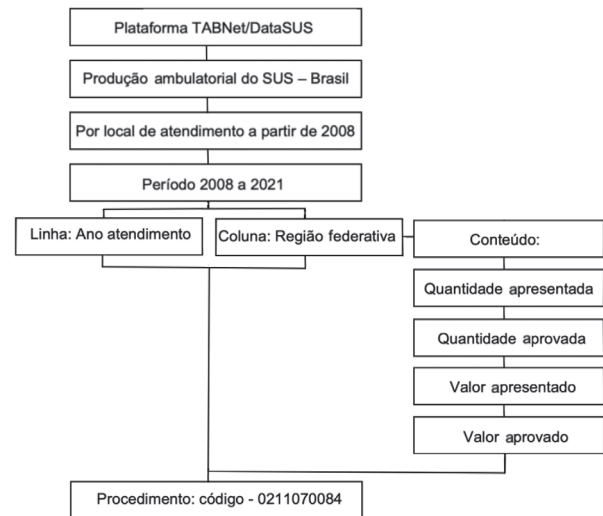 Plataforma TABNet/DataSUS
Produção ambulatorial do SUS – Brasil
Por local de atendimento a partir de 2008
Período 2008 a 2021
Linha: Ano atendimento
Coluna: Região federativa
Conteúdo:
Quantidade apresentada
Quantidade aprovada
Valor apresentado
Valor aprovado
Procedimento: código - 0211070084